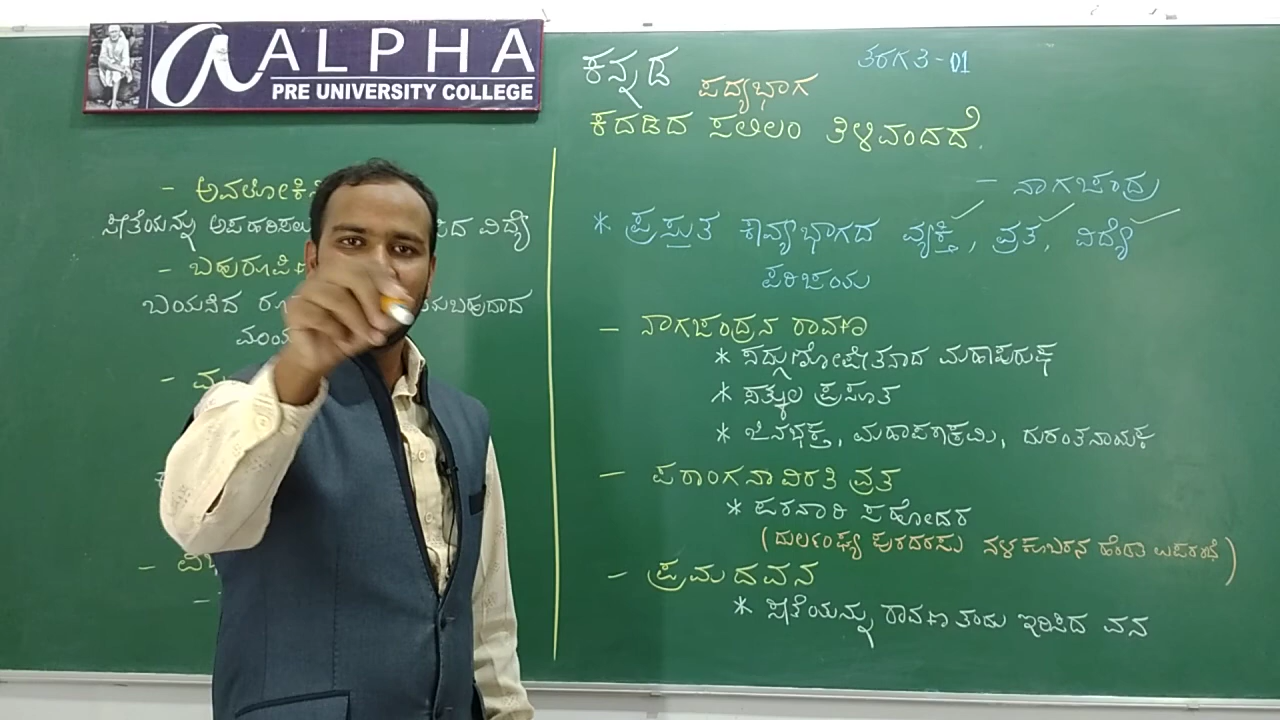 ALPHA
PRE UNIVERSITY COLLEGE
ಕನ್ನಡ
ತರಗತಿ - 01
ಪದ್ಯಭಾಗ
ಕದಡಿದ ಸಲಿಲಂ ತಿಳಿವಂದದೆ.
- ನಾಗಚಂದ್ರ
* ಪ್ರಸ್ತುತ ಕಾವ್ಯಭಾಗದ ವ್ಯಕ್ತಿ, ವ್ರತ, ವಿದ್ಯೆ
ಪರಿಚಯ
- ನಾಗಚಂದ್ರನ ರಾವಣ
* ಸದ್ಗುಣೋಪೇತನಾದ ಮಹಾಪುರುಷ
* ಸತ್ಕುಲ ಪ್ರಸೂತ
* ಜಿನಭಕ್ತ, ಮಹಾಪರಾಕ್ರಮಿ, ದುರಂತನಾಯಕ
- ಪರಾಂಗನಾವಿರತಿ ವ್ರತ
* ಪರನಾರಿ ಸಹೋದರ
(ದುರ್ಲಂಘ್ಯ ಪುರದರಸು ನಳಕೂಬರನ ಹೆಂಡತಿ ಉಪರಂಭೆ)
- ಪ್ರಮದವನ
* ಸೀತೆಯನ್ನು ರಾವಣ ತಂದು ಇರಿಸಿದ ವನ
- ಅವಲೋಕಿನಿ
ಸೀತೆಯನ್ನು ಅಪಹರಿಸಲು ವಿದ್ಯೆ
- ಬಹುರೂಪಿಣಿ
ಬಯಸಿದ